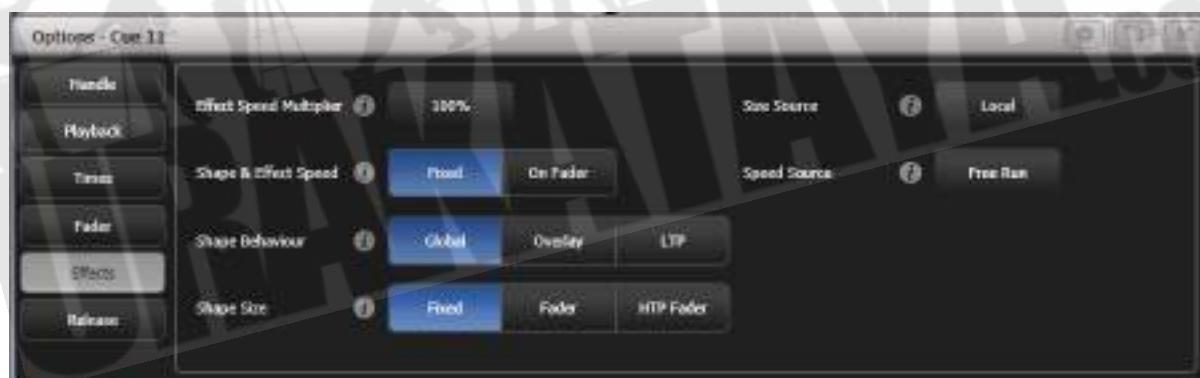 Options - Cue 11
Handle
Playback
Times
Fader
Effects
Release
Effect Speed Multiplier
100%
Size Source
Local
Shape & Effect Speed
Fixed
On Fader
Speed Source
Free Run
Shape Behaviour
Global
Overlay
LTP
Shape Size
Fixed
Fader
HTP Fader